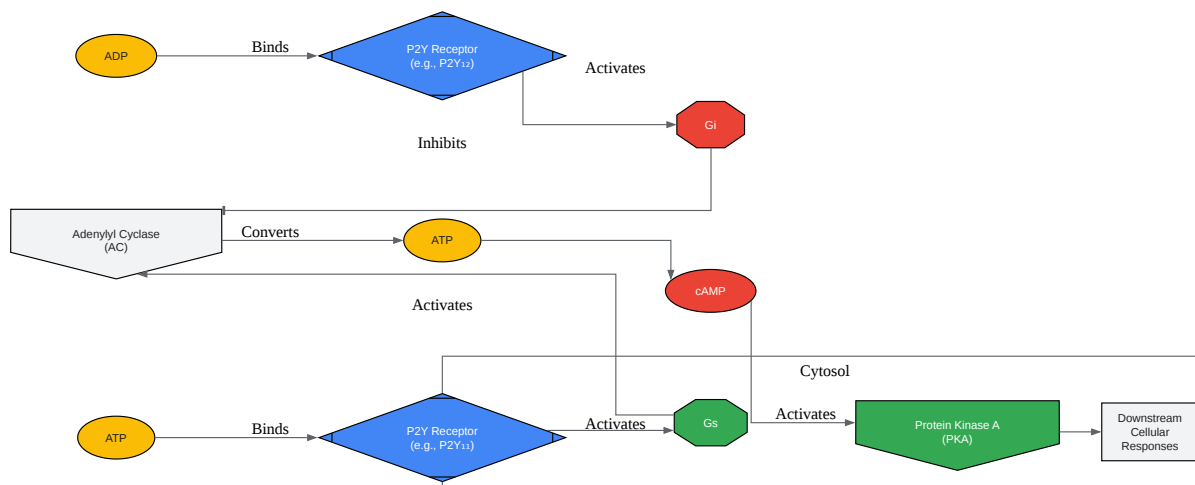 ADP
Binds
P2Y Receptor
(e.g., P2Y₁₂)
Activates
Gi
Inhibits
Adenylyl Cyclase
(AC)
Converts
ATP
cAMP
Activates
Cytosol
ATP
Binds
P2Y Receptor
(e.g., P2Y₁₁)
Activates
Gs
Activates
Protein Kinase A
(PKA)
Downstream
Cellular
Responses